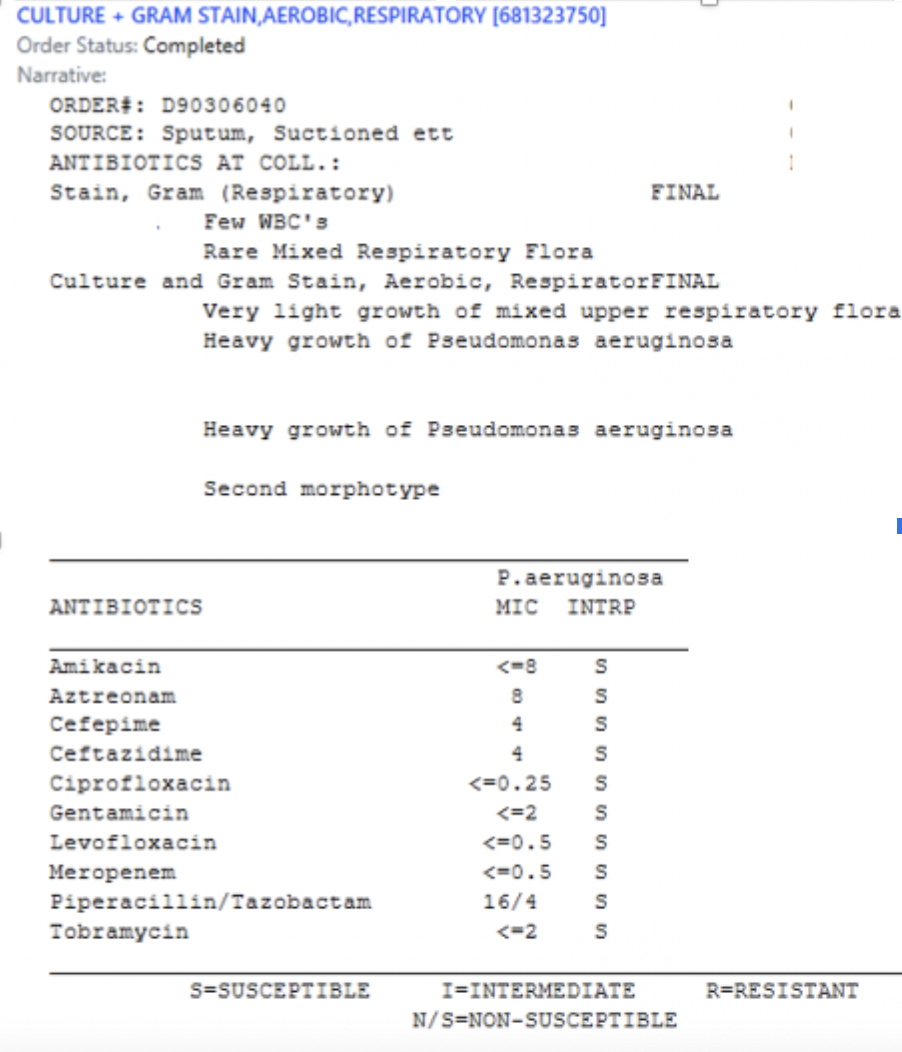 CULTURE + GRAM STAIN,AEROBIC,RESPIRATORY [681323750]
Order Status: Completed
Narrative:
ORDER#: D90306040
SOURCE: Sputum, Suctioned ett
ANTIBIOTICS AT COLL.:
Stain, Gram (Respiratory) FINAL
Few WBC's
Rare Mixed Respiratory Flora
Culture and Gram Stain, Aerobic, RespiratorFINAL
Very light growth of mixed upper respiratory flora
Heavy growth of Pseudomonas aeruginosa
Heavy growth of Pseudomonas aeruginosa
Second morphotype
P.aeruginosa
ANTIBIOTICS MIC INTRP
Amikacin <=8 S
Aztreonam 8 S
Cefepime 4 S
Ceftazidime 4 S
Ciprofloxacin <=0.25 S
Gentamicin <=2 S
Levofloxacin <=0.5 S
Meropenem <=0.5 S
Piperacillin/Tazobactam 16/4 S
Tobramycin <=2 S
S=SUSCEPTIBLE I=INTERMEDIATE R=RESISTANT
N/S=NON-SUSCEPTIBLE